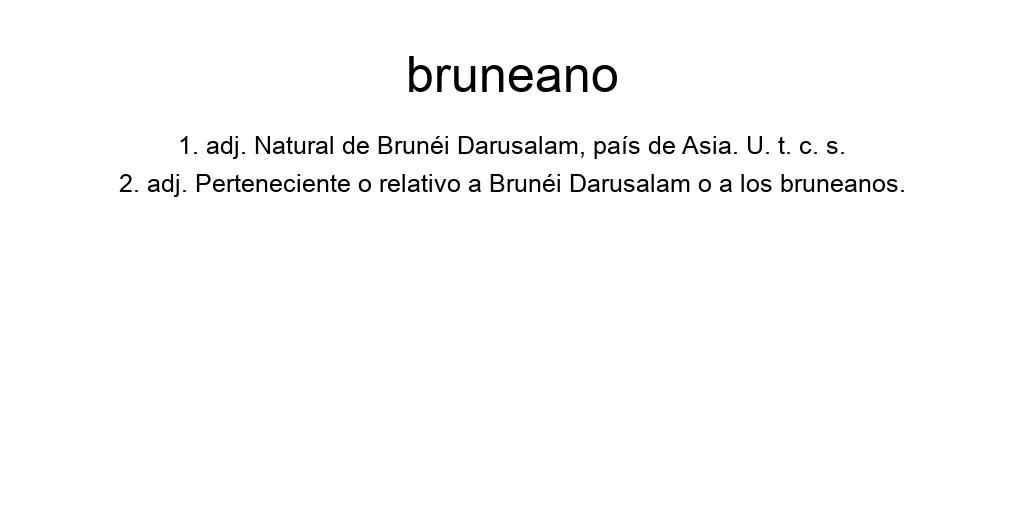 bruneano
1. adj. Natural de Brunéi Darusalam, país de Asia. U. t. c. s.
2. adj. Perteneciente o relativo a Brunéi Darusalam o a los bruneanos.